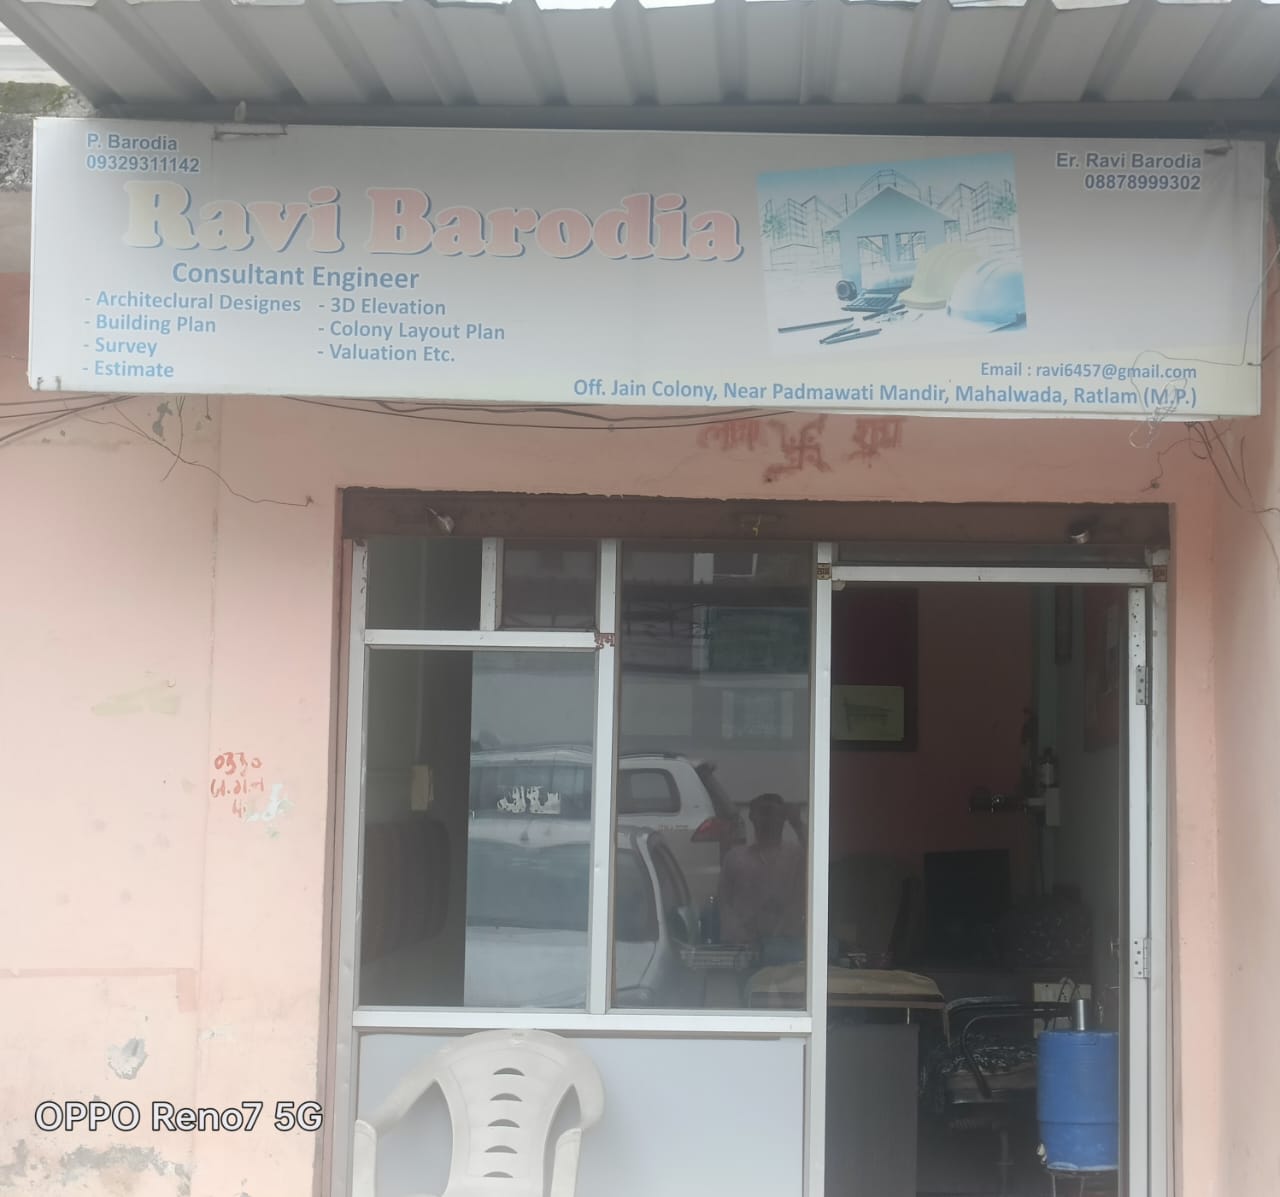 P. Barodia
09329311142
Er. Ravi Barodia
08878999302
Ravi Barodia
Consultant Engineer
- Architeclural Designes
- Building Plan
- Survey
- Estimate
- 3D Elevation
- Colony Layout Plan
- Valuation Etc.
Email : ravi6457@gmail.com
Off. Jain Colony, Near Padmawati Mandir, Mahalwada, Ratlam (M.P.)
लाभ 卐 शुभ
OPPO Reno7 5G